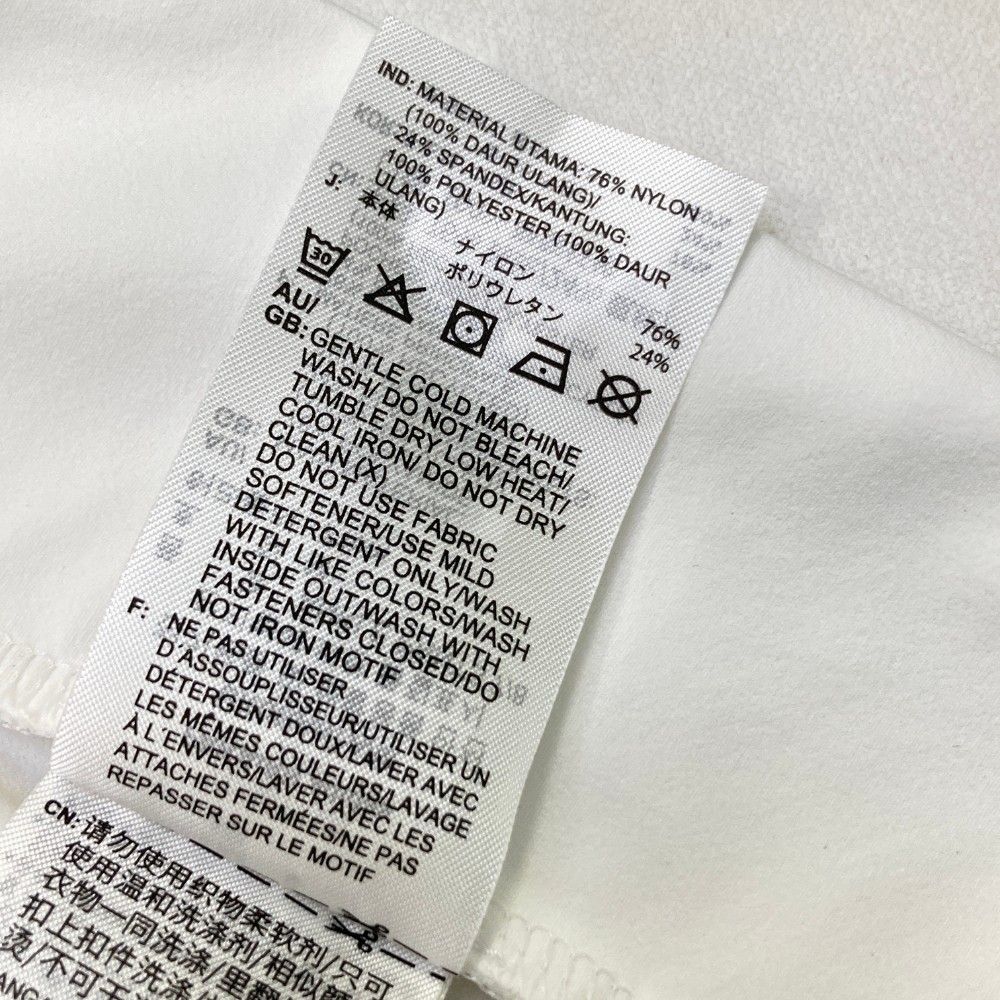 IND: MATERIAL UTAMA: 76% NYLON
(100% DAUR ULANG)/
24% SPANDEX/KANTUNG:
100% POLYESTER (100% DAUR
ULANG)
J: 本体
ナイロン 76%
ポリウレタン 24%
30
AU/
GB: GENTLE COLD MACHINE
WASH/ DO NOT BLEACH/
TUMBLE DRY LOW HEAT/
COOL IRON/ DO NOT DRY
CLEAN (X)
DO NOT USE FABRIC
SOFTENER/USE MILD
DETERGENT ONLY/WASH
WITH LIKE COLORS/WASH
INSIDE OUT/WASH WITH
FASTENERS CLOSED/DO
NOT IRON MOTIF
F: NE PAS UTILISER
D'ASSOUPLISSEUR/UTILISER UN
DÉTERGENT DOUX/LAVER AVEC
LES MÊMES COULEURS/LAVAGE
À L'ENVERS/LAVER AVEC LES
ATTACHES FERMÉES/NE PAS
REPASSER SUR LE MOTIF
CN: 请勿使用织物柔软剂/只可
使用温和洗涤剂/相似颜
衣物一同洗涤/里翻
扣上扣件洗涤
烫/不可干